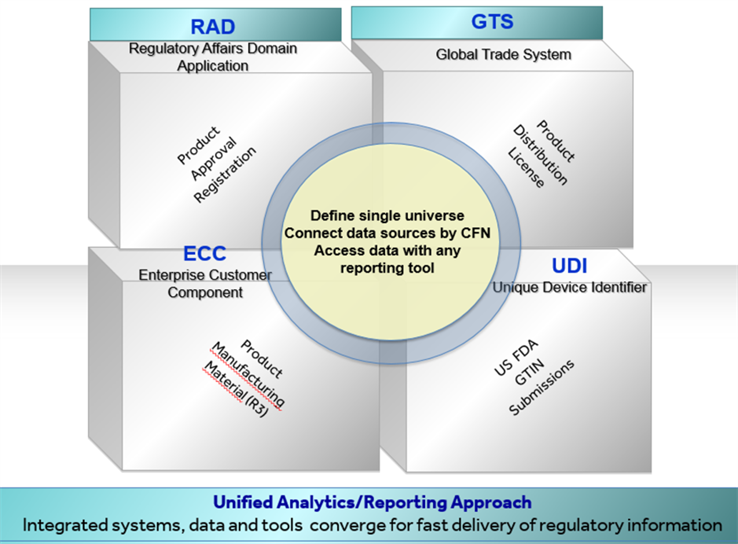 RAD
Regulatory Affairs Domain
Application
Product
Approval
Registration
GTS
Global Trade System
Product
Distribution
License
Define single universe
Connect data sources by CFN
Access data with any
reporting tool
ECC
Enterprise Customer
Component
Product
Manufacturing
Material (R3)
UDI
Unique Device Identifier
US FDA
GTIN
Submissions
Unified Analytics/Reporting Approach
Integrated systems, data and tools converge for fast delivery of regulatory information